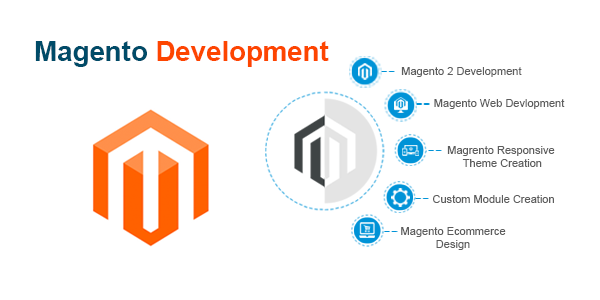 Magento Development
Magento 2 Development
Magento Web Devlopment
Magrento Responsive
Theme Creation
Custom Module Creation
Magento Ecommerce
Design